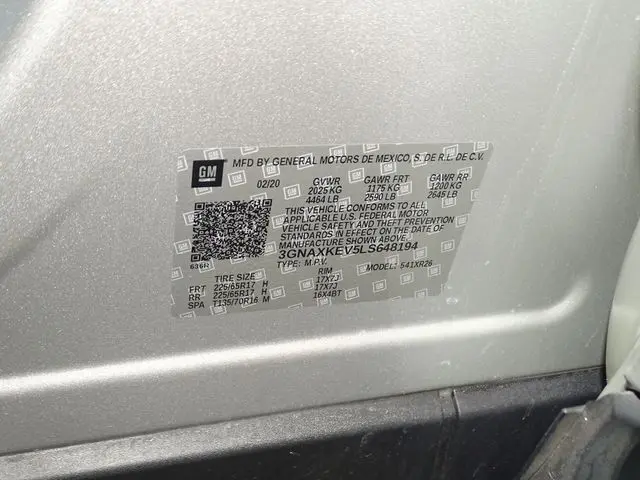 GM MFD BY GENERAL MOTORS DE MEXICO, S. DE R.L. DE C.V.
02/20 GVWR GAWR FRT GAWR RR
2025 KG 1175 KG 1200 KG
4464 LB 2590 LB 2645 LB
THIS VEHICLE CONFORMS TO ALL
APPLICABLE U.S. FEDERAL MOTOR
VEHICLE SAFETY AND THEFT PREVENTION
STANDARDS IN EFFECT ON THE DATE OF
MANUFACTURE SHOWN ABOVE.
3GNAXKEV5LS648194
636R TYPE: M.P.V. MODEL: 541XR26
TIRE SIZE RIM
FRT 225/65R17 H 17X7J
RR 225/65R17 H 17X7J
SPA T135/70R16 M 16X4BT